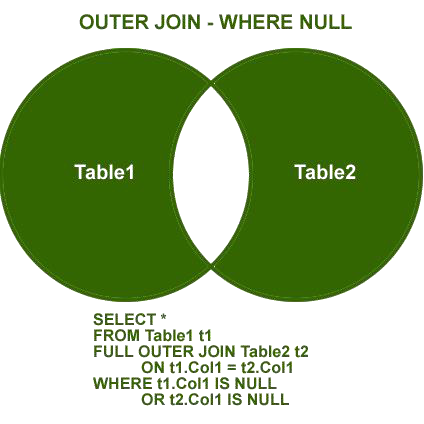 OUTER JOIN - WHERE NULL
Table1 Table2
SELECT *
FROM Table1 t1
FULL OUTER JOIN Table2 t2
ON t1.Col1 = t2.Col1
WHERE t1.Col1 IS NULL
OR t2.Col1 IS NULL